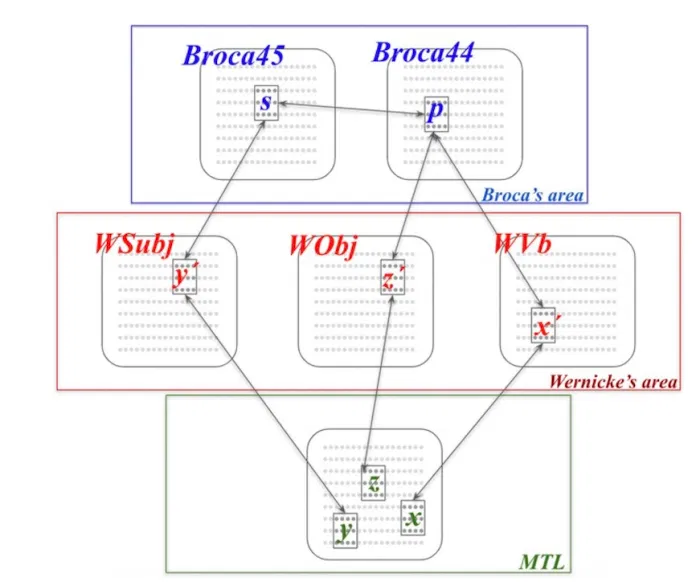 Broca45 Broca44
s p
Broca's area
WSubj WObj WVb
y´ z´
x´
Wernicke's area
z
y x
MTL